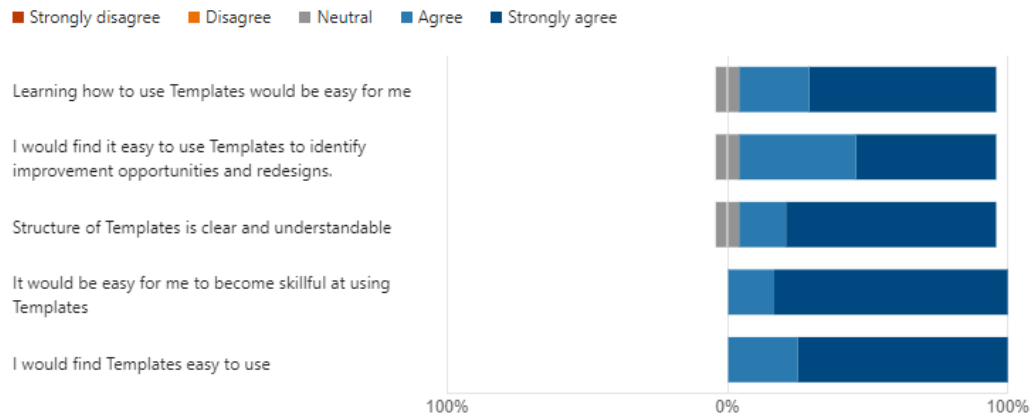 Strongly disagree Disagree Neutral Agree Strongly agree
Learning how to use Templates would be easy for me
I would find it easy to use Templates to identify
improvement opportunities and redesigns.
Structure of Templates is clear and understandable
It would be easy for me to become skillful at using
Templates
I would find Templates easy to use
100% 0% 100%